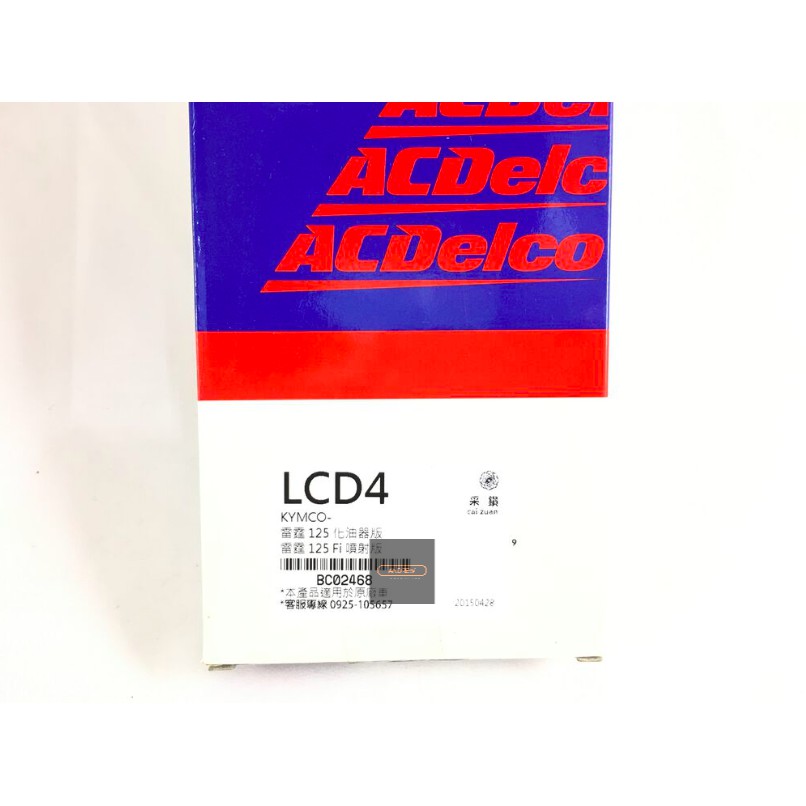 ACDelc
ACDelco
LCD4
KYMCO-
雷霆 125 化油器版
雷霆 125 Fi 噴射版
BC02468
*本產品適用於原廠車
*客服專線 0925-105657
采鑽
cai zuan
9
20150428